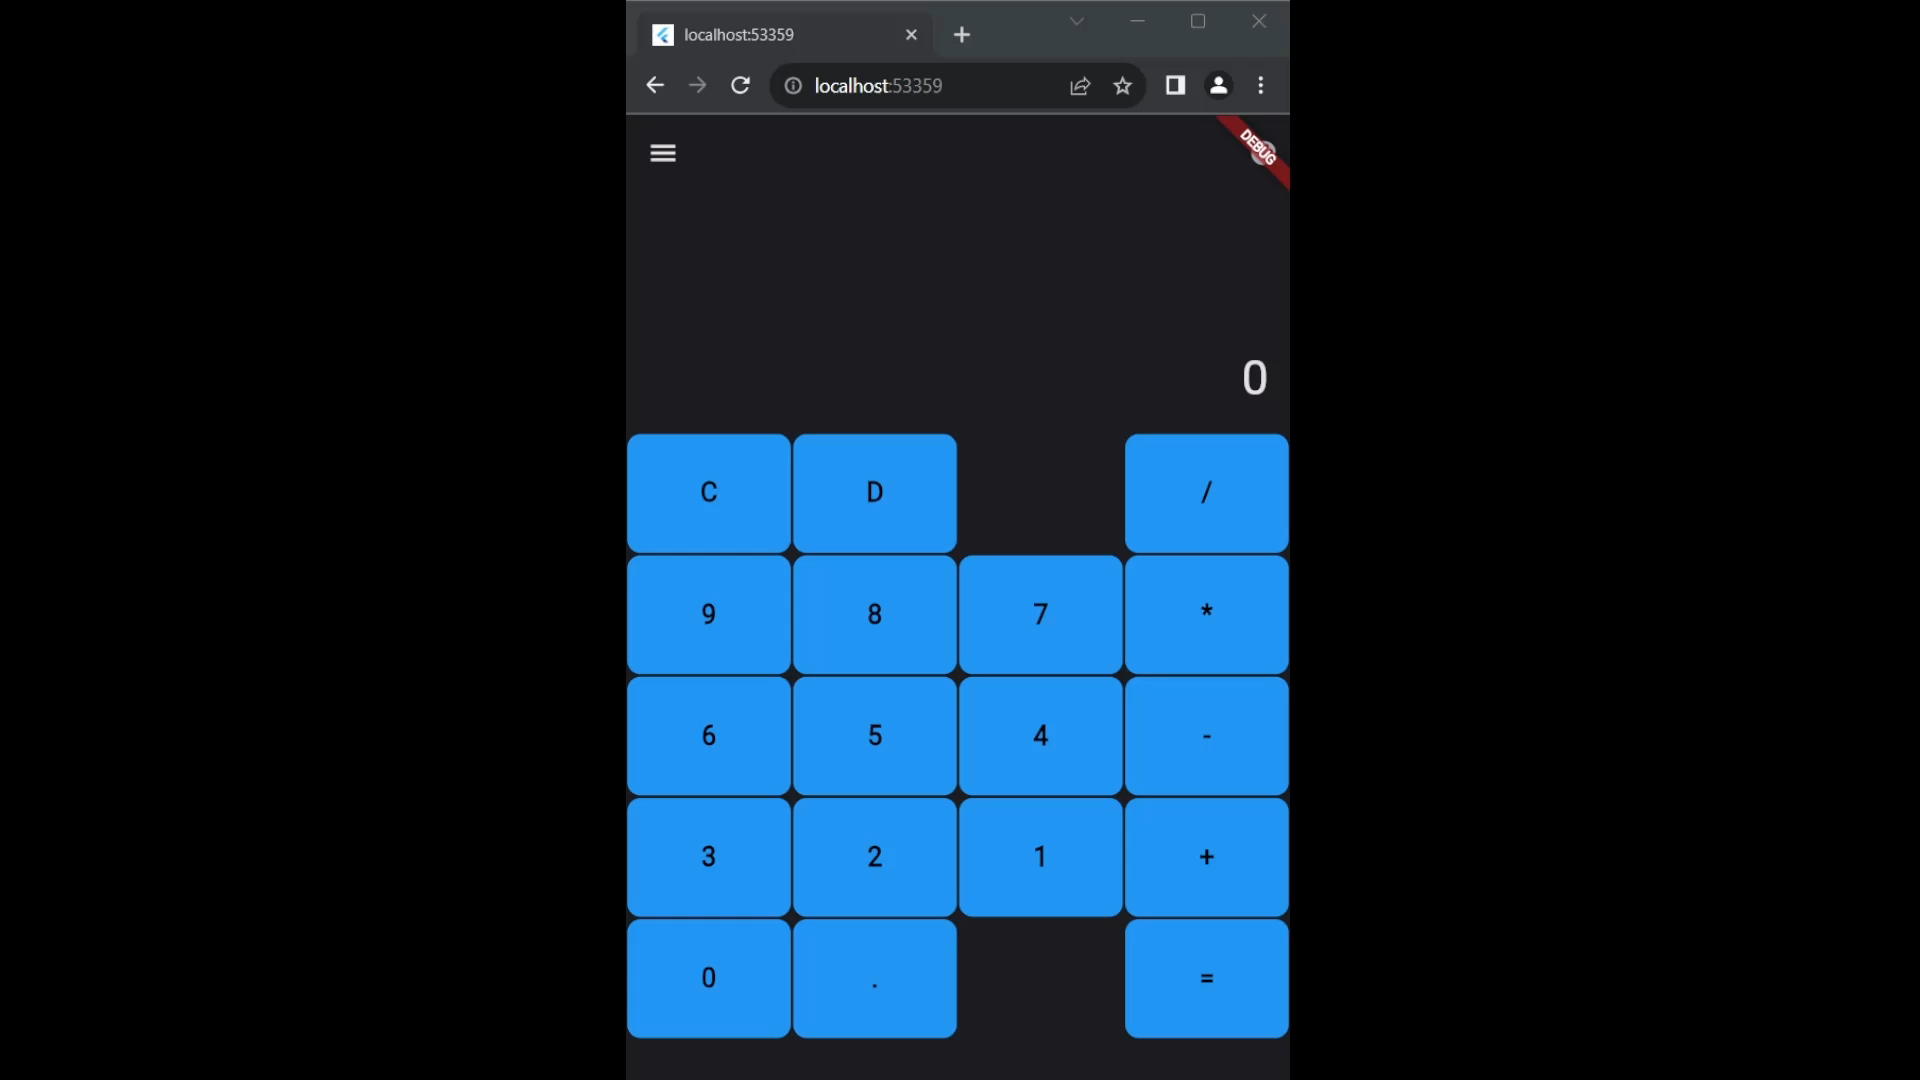 localhost:53359
localhost:53359
DEBUG
0
C D /
9 8 7 *
6 5 4 -
3 2 1 +
0 . =